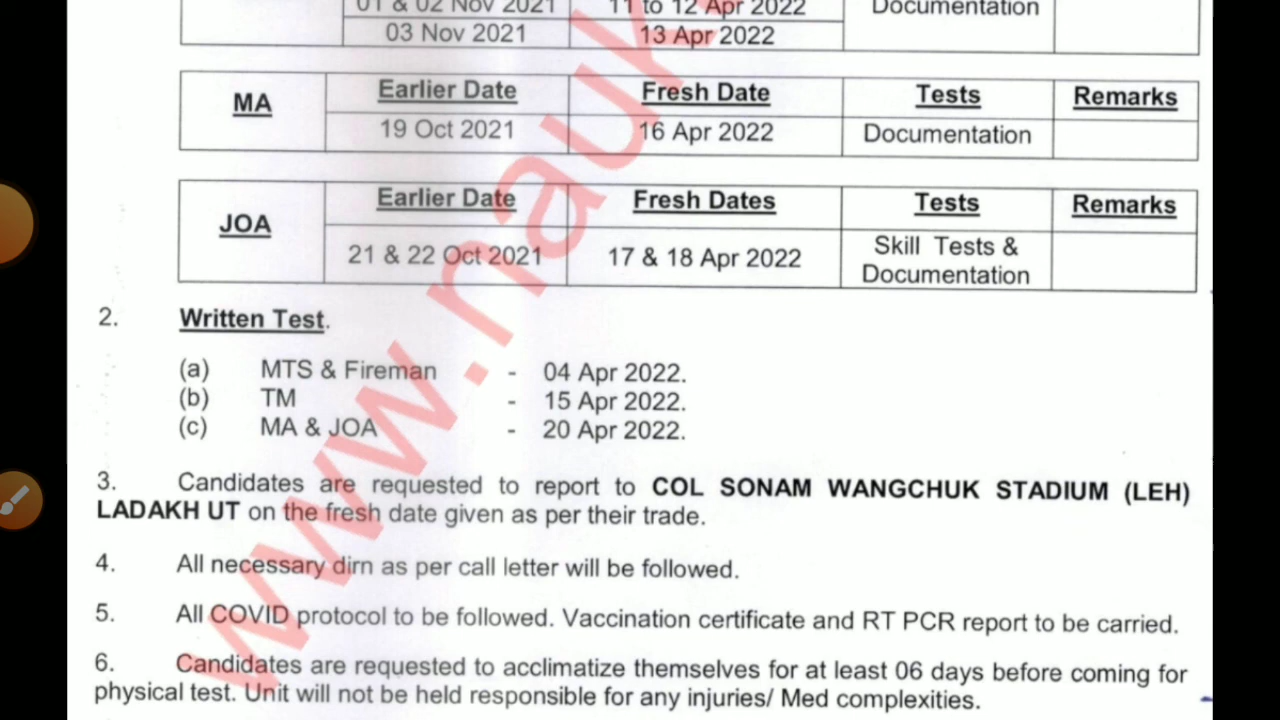 01 & 02 Nov 2021 11 to 12 Apr 2022 Documentation
03 Nov 2021 13 Apr 2022
MA Earlier Date Fresh Date Tests Remarks
19 Oct 2021 16 Apr 2022 Documentation
JOA Earlier Date Fresh Dates Tests Remarks
21 & 22 Oct 2021 17 & 18 Apr 2022 Skill Tests &
Documentation
2. Written Test.
(a) MTS & Fireman - 04 Apr 2022.
(b) TM - 15 Apr 2022.
(c) MA & JOA - 20 Apr 2022.
3. Candidates are requested to report to COL SONAM WANGCHUK STADIUM (LEH)
LADAKH UT on the fresh date given as per their trade.
4. All necessary dirn as per call letter will be followed.
5. All COVID protocol to be followed. Vaccination certificate and RT PCR report to be carried.
6. Candidates are requested to acclimatize themselves for at least 06 days before coming for
physical test. Unit will not be held responsible for any injuries/ Med complexities.
www.nauk